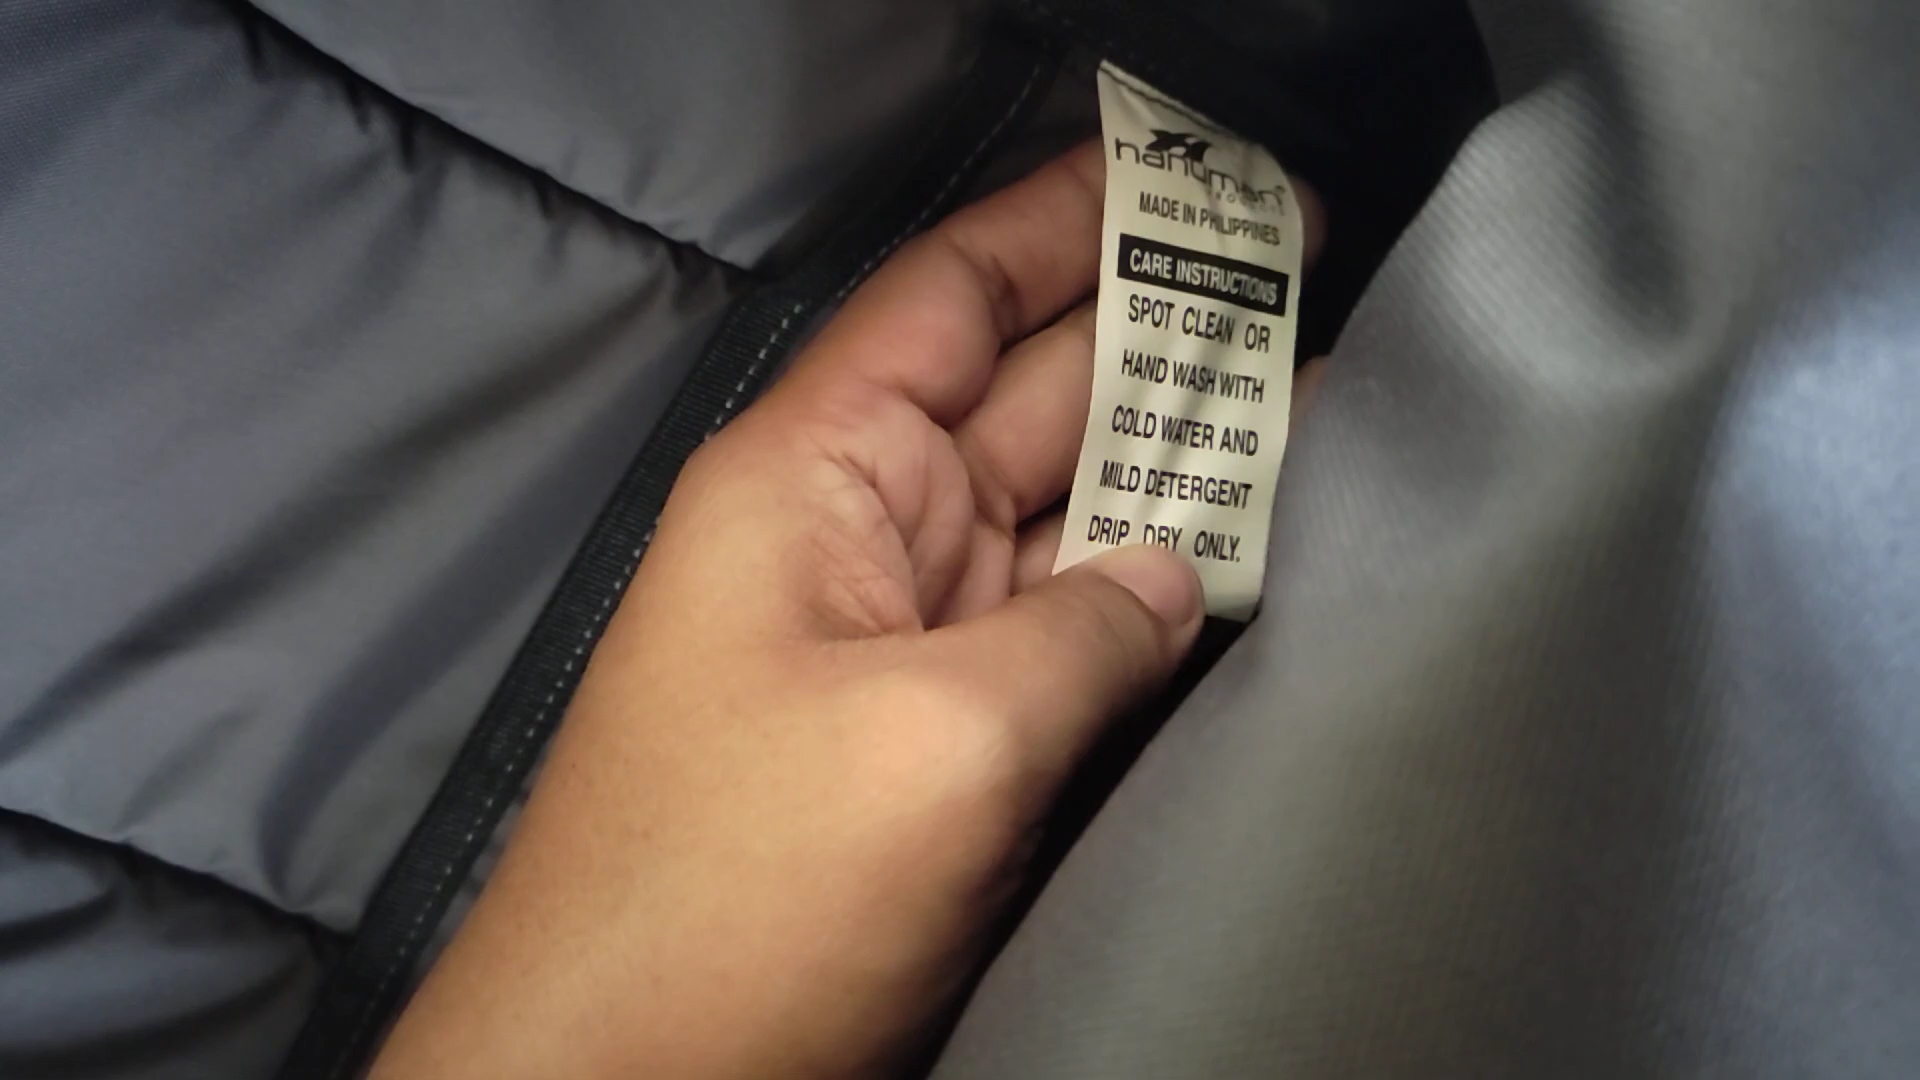 hanuman
MADE IN PHILIPPINES
CARE INSTRUCTIONS
SPOT CLEAN OR
HAND WASH WITH
COLD WATER AND
MILD DETERGENT
DRIP DRY ONLY.